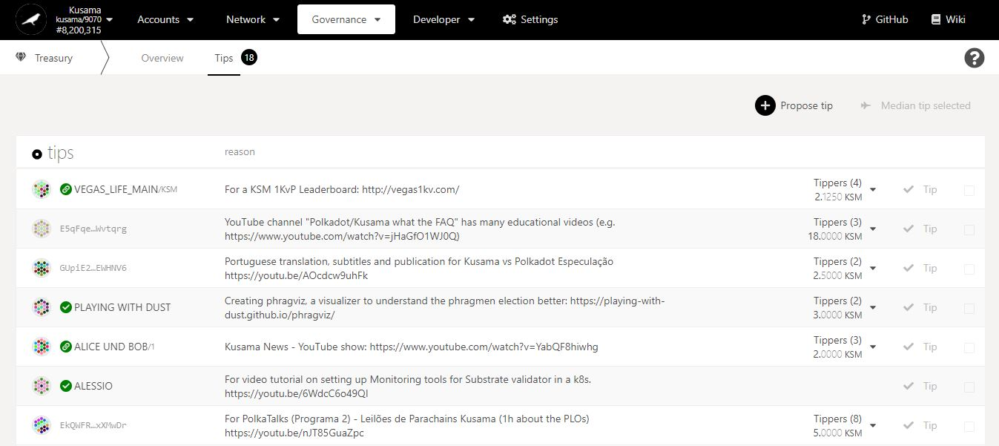 Kusama
kusama/9070
#8,200,315
Accounts
Network
Governance
Developer
Settings
GitHub
Wiki
Treasury
Overview
Tips 18
?
Propose tip
Median tip selected
tips
reason
VEGAS_LIFE_MAIN/KSM
For a KSM 1KvP Leaderboard: http://vegas1kv.com/
Tippers (4)
2.1250 KSM
Tip
E5qFqe…Wvtqrg
YouTube channel "Polkadot/Kusama what the FAQ" has many educational videos (e.g.
https://www.youtube.com/watch?v=jHaGfO1WJ0Q)
Tippers (3)
18.0000 KSM
Tip
GUpiE2…EWHNV6
Portuguese translation, subtitles and publication for Kusama vs Polkadot Especulação
https://youtu.be/AOcdcw9uhFk
Tippers (2)
2.5000 KSM
Tip
PLAYING WITH DUST
Creating phragviz, a visualizer to understand the phragmen election better: https://playing-with-
dust.github.io/phragviz/
Tippers (2)
3.0000 KSM
Tip
ALICE UND BOB/1
Kusama News - YouTube show: https://www.youtube.com/watch?v=YabQF8hiwhg
Tippers (3)
2.0000 KSM
Tip
ALESSIO
For video tutorial on setting up Monitoring tools for Substrate validator in a k8s.
https://youtu.be/6WdcC6o49QI
Tip
EkQWFR…xXMwDr
For PolkaTalks (Programa 2) - Leilões de Parachains Kusama (1h about the PLOs)
https://youtu.be/nJT85GuaZpc
Tippers (8)
5.0000 KSM
Tip